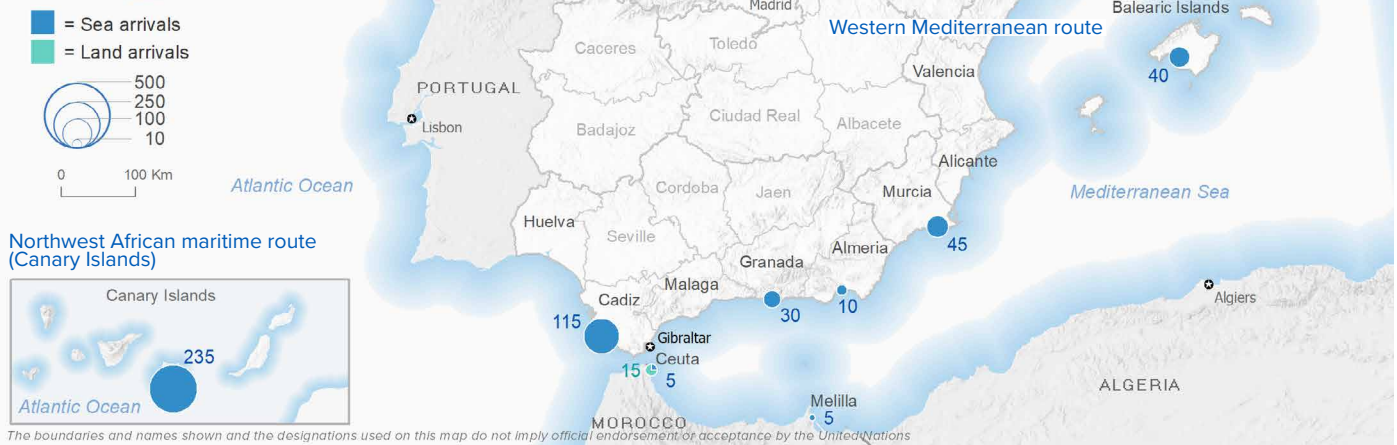 Madrid
Balearic Islands
= Sea arrivals
Western Mediterranean route
= Land arrivals
Caceres
Toledo
Valencia
40
500
250
100
10
PORTUGAL
Lisbon
Badajoz
Ciudad Real
Albacete
0 100 Km
Atlantic Ocean
Alicante
Cordoba
Jaen
Murcia
Mediterranean Sea
Huelva
Seville
Almeria
45
Northwest African maritime route
(Canary Islands)
Granada
Malaga
Canary Islands
Cadiz
Algiers
115
30
10
Gibraltar
235
Ceuta
15
5
ALGERIA
Atlantic Ocean
Melilla
5
MOROCCO
The boundaries and names shown and the designations used on this map do not imply official endorsement or acceptance by the United Nations